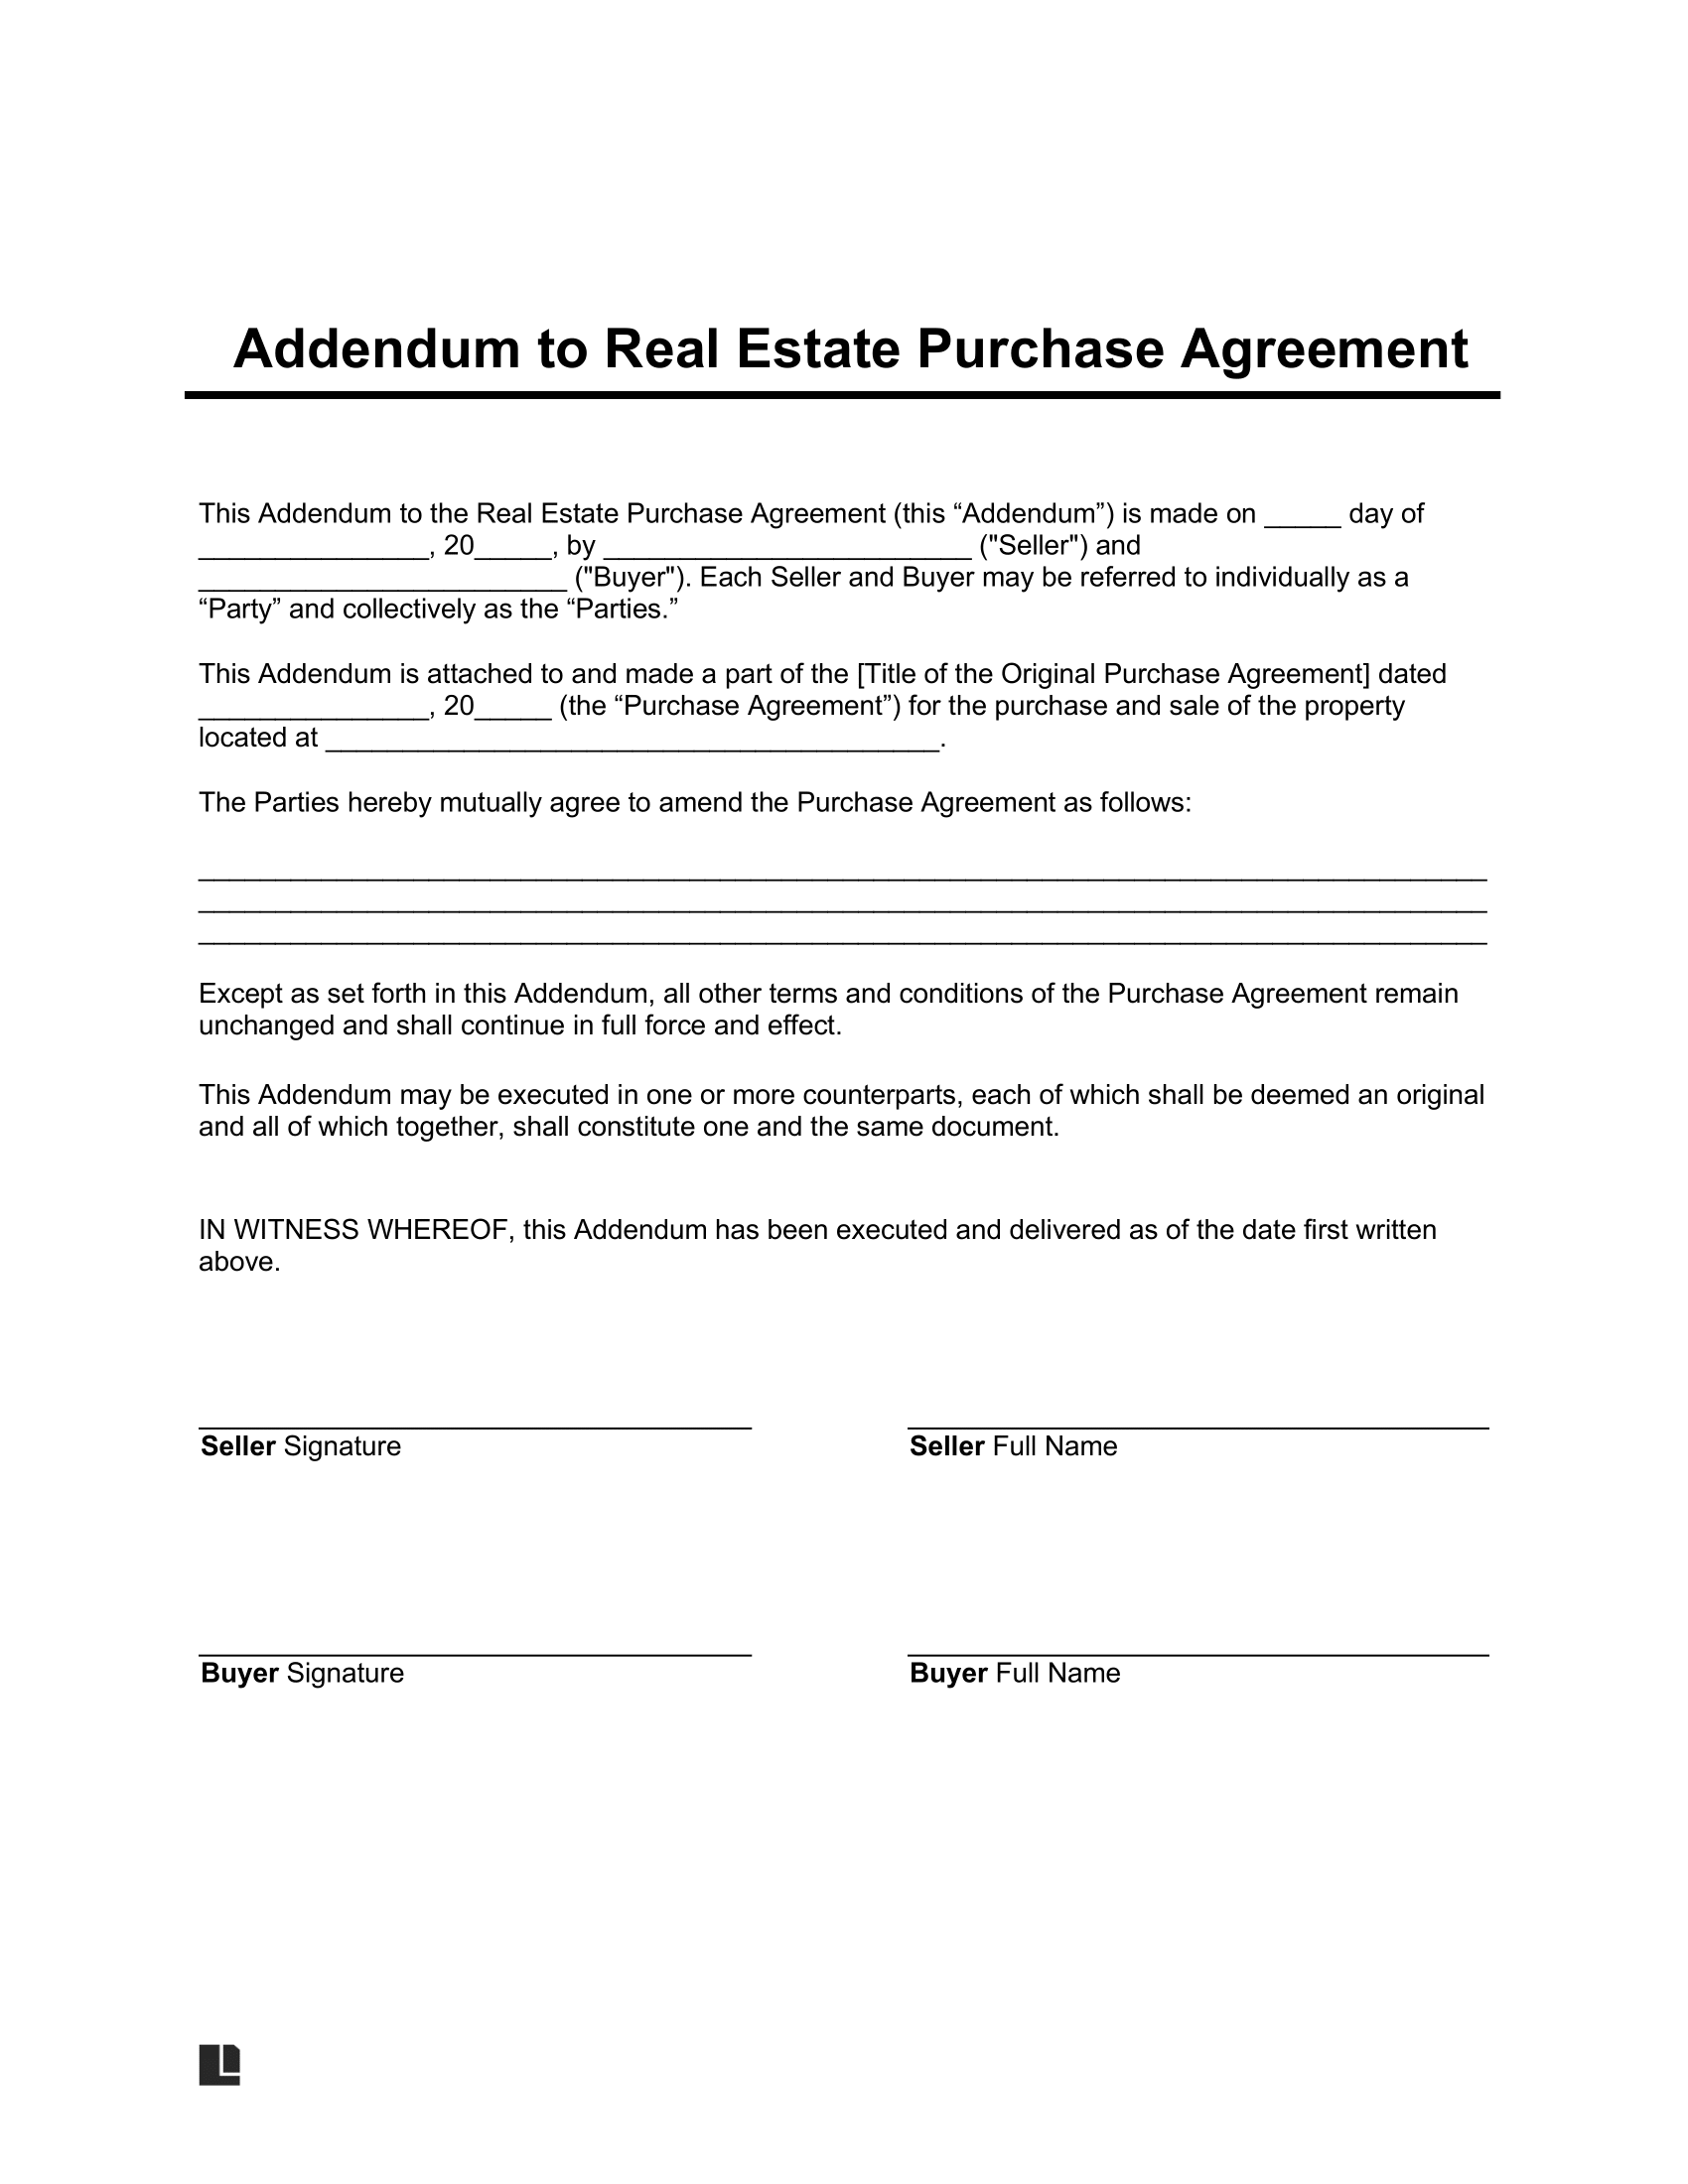 Addendum to Real Estate Purchase Agreement
This Addendum to the Real Estate Purchase Agreement (this “Addendum”) is made on _____ day of
_______________, 20_____, by ________________________ ("Seller") and
________________________ ("Buyer"). Each Seller and Buyer may be referred to individually as a
“Party” and collectively as the “Parties.”
This Addendum is attached to and made a part of the [Title of the Original Purchase Agreement] dated
_______________, 20_____ (the “Purchase Agreement”) for the purchase and sale of the property
located at ________________________________________.
The Parties hereby mutually agree to amend the Purchase Agreement as follows:
____________________________________________________________________________________
____________________________________________________________________________________
____________________________________________________________________________________
Except as set forth in this Addendum, all other terms and conditions of the Purchase Agreement remain
unchanged and shall continue in full force and effect.
This Addendum may be executed in one or more counterparts, each of which shall be deemed an original
and all of which together, shall constitute one and the same document.
IN WITNESS WHEREOF, this Addendum has been executed and delivered as of the date first written
above.
Seller Signature
Seller Full Name
Buyer Signature
Buyer Full Name